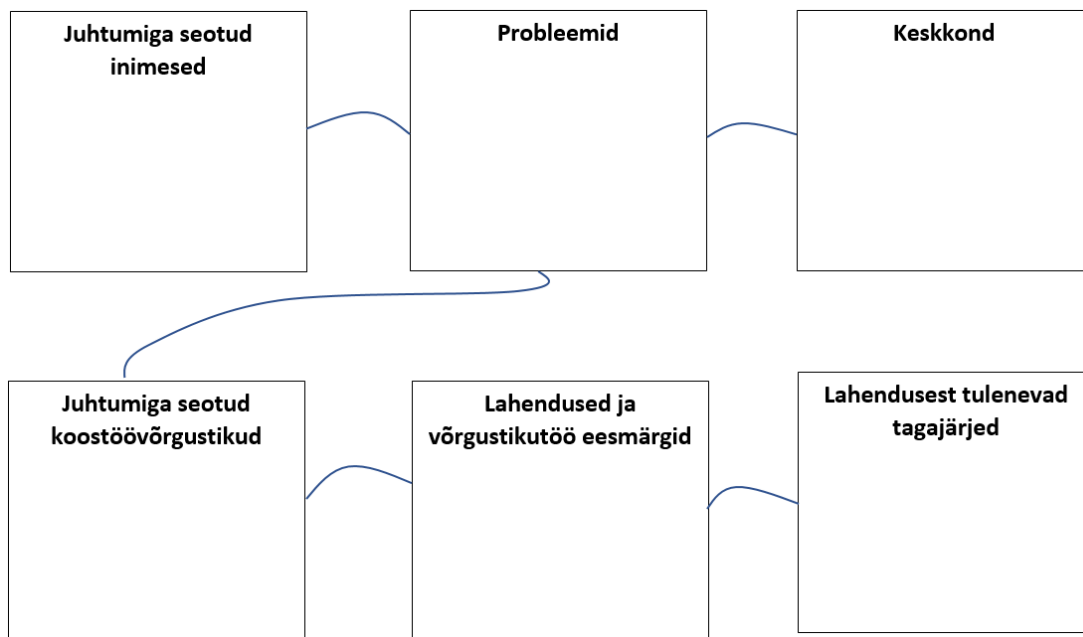 Juhtumiga seotud
inimesed
Probleemid
Keskkond
Juhtumiga seotud
koostöövõrgustikud
Lahendused ja
võrgustikutöö eesmärgid
Lahendusest tulenevad
tagajärjed